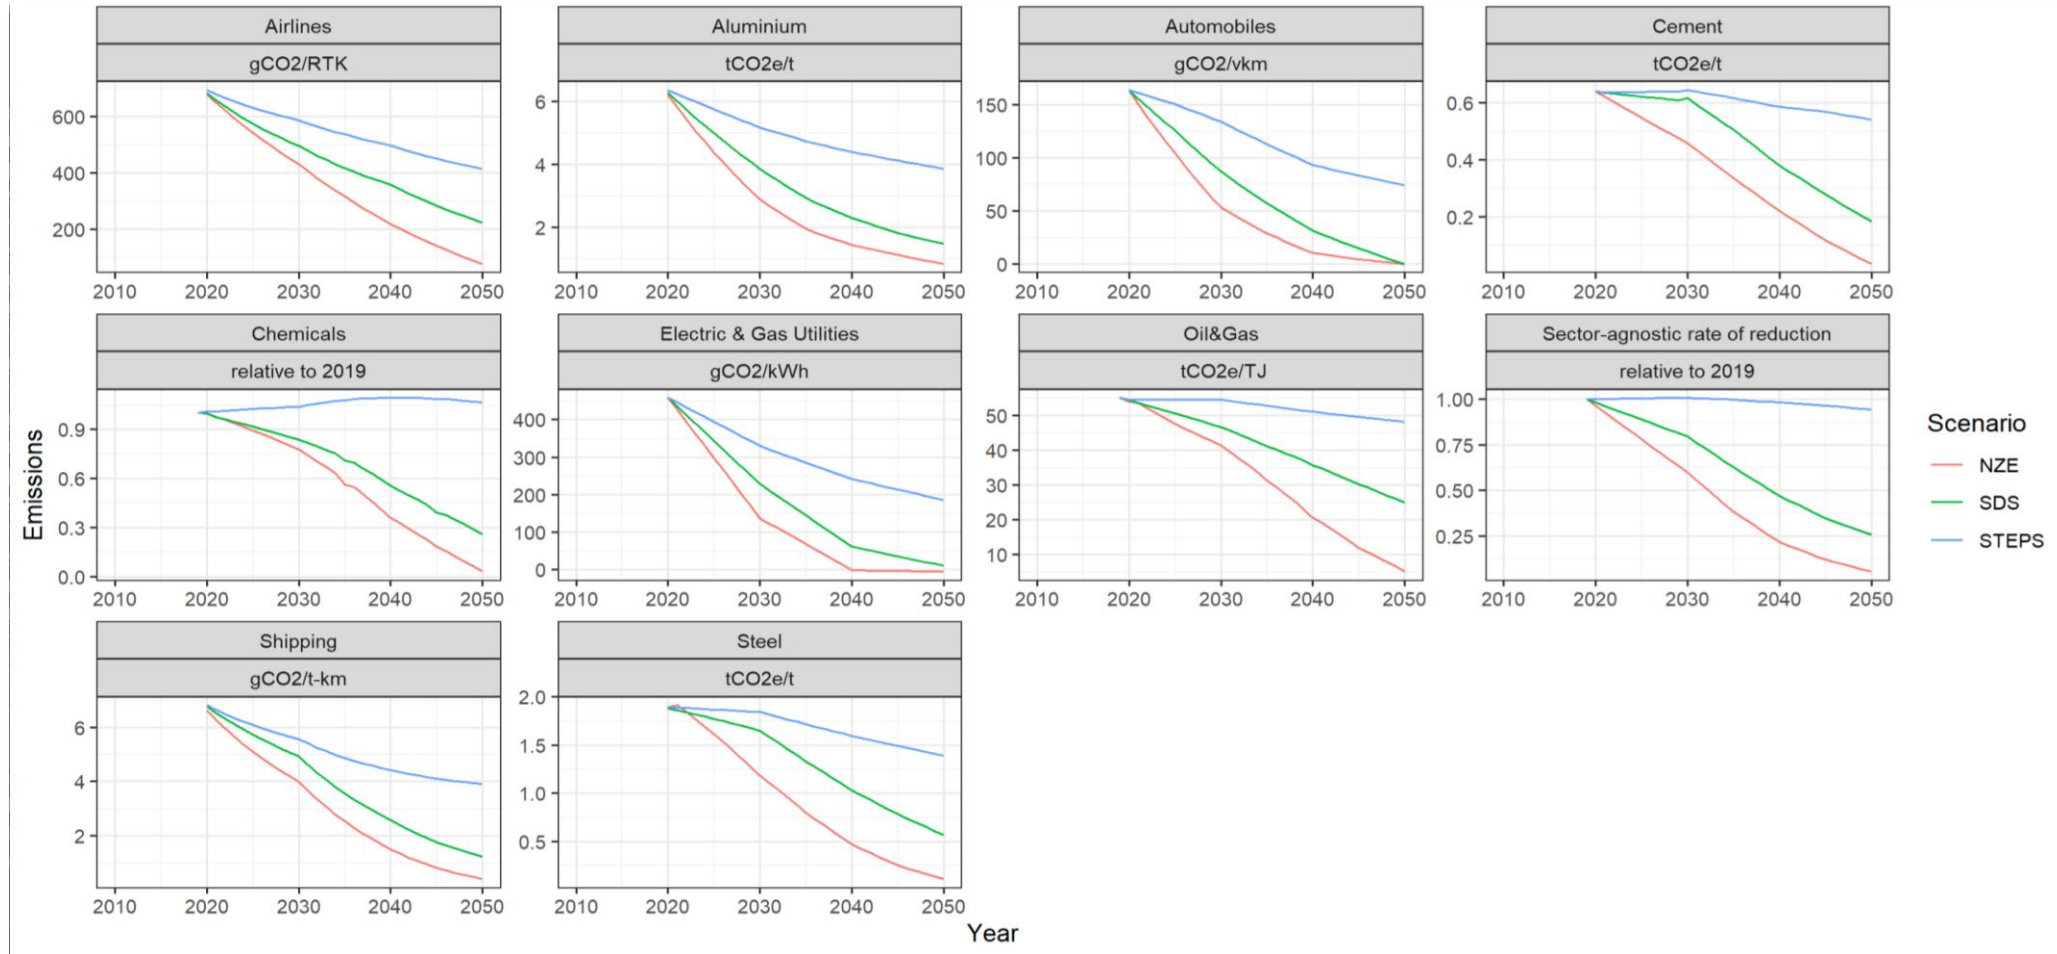 Airlines
gCO2/RTK
600
400
200
2010 2020 2030 2040 2050
Aluminium
tCO2e/t
6
4
2
2010 2020 2030 2040 2050
Automobiles
gCO2/vkm
150
100
50
0
2010 2020 2030 2040 2050
Cement
tCO2e/t
0.6
0.4
0.2
2010 2020 2030 2040 2050
Chemicals
relative to 2019
0.9
0.6
0.3
0.0
2010 2020 2030 2040 2050
Electric & Gas Utilities
gCO2/kWh
400
300
200
100
0
2010 2020 2030 2040 2050
Oil&Gas
tCO2e/TJ
50
40
30
20
10
2010 2020 2030 2040 2050
Sector-agnostic rate of reduction
relative to 2019
1.00
0.75
0.50
0.25
2010 2020 2030 2040 2050
Shipping
gCO2/t-km
6
4
2
2010 2020 2030 2040 2050
Steel
tCO2e/t
2.0
1.5
1.0
0.5
2010 2020 2030 2040 2050
Emissions
Year
Scenario
NZE
SDS
STEPS